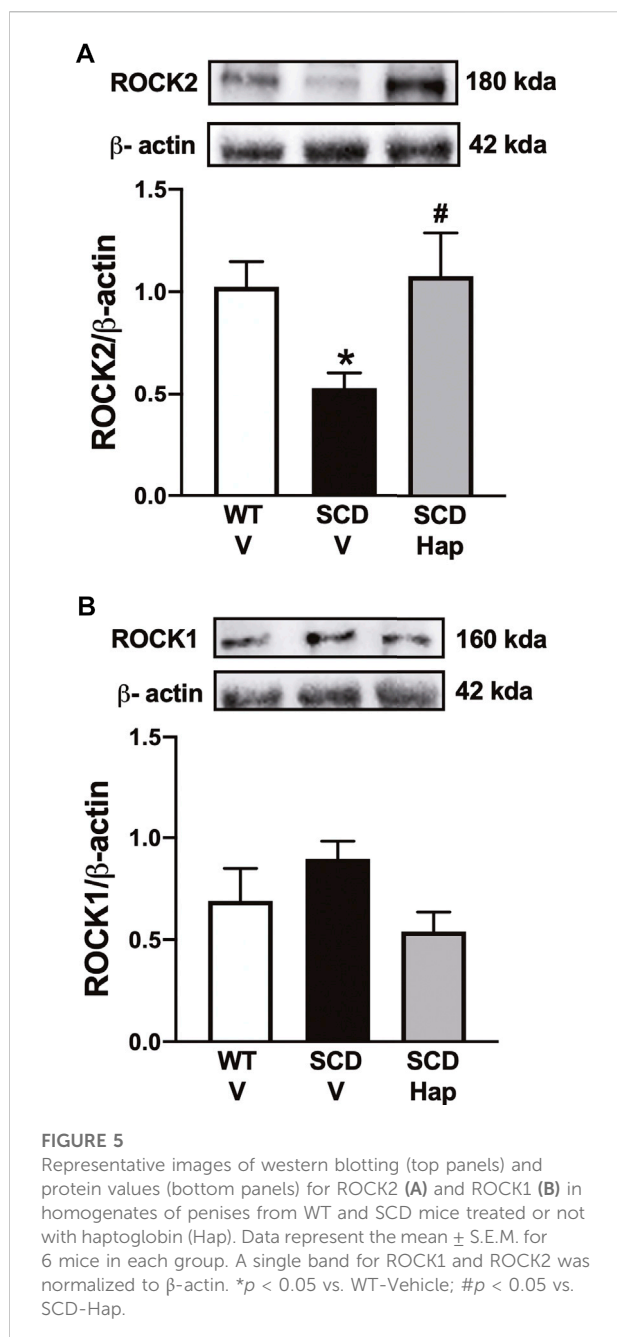 A
ROCK2
180 kda
β- actin
42 kda
ROCK2/β-actin
1.5
1.0
0.5
0.0
*
#
WT SCD SCD
V V Hap
B
ROCK1
160 kda
β- actin
42 kda
ROCK1/β-actin
1.5
1.0
0.5
0.0
WT SCD SCD
V V Hap
FIGURE 5
Representative images of western blotting (top panels) and
protein values (bottom panels) for ROCK2 (A) and ROCK1 (B) in
homogenates of penises from WT and SCD mice treated or not
with haptoglobin (Hap). Data represent the mean ± S.E.M. for
6 mice in each group. A single band for ROCK1 and ROCK2 was
normalized to β-actin. *p < 0.05 vs. WT-Vehicle; #p < 0.05 vs.
SCD-Hap.